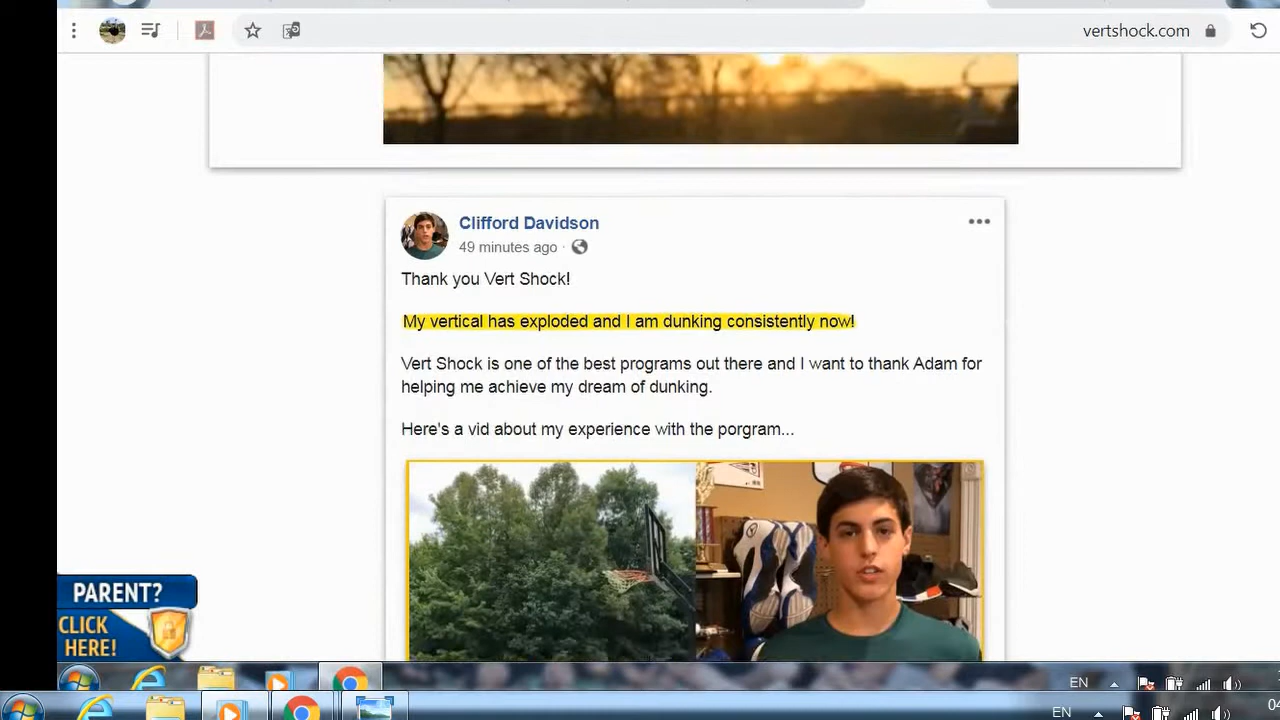 vertshock.com
Clifford Davidson
49 minutes ago ·
Thank you Vert Shock!
My vertical has exploded and I am dunking consistently now!
Vert Shock is one of the best programs out there and I want to thank Adam for
helping me achieve my dream of dunking.
Here's a vid about my experience with the porgram...
PARENT?
CLICK
HERE!
EN
EN